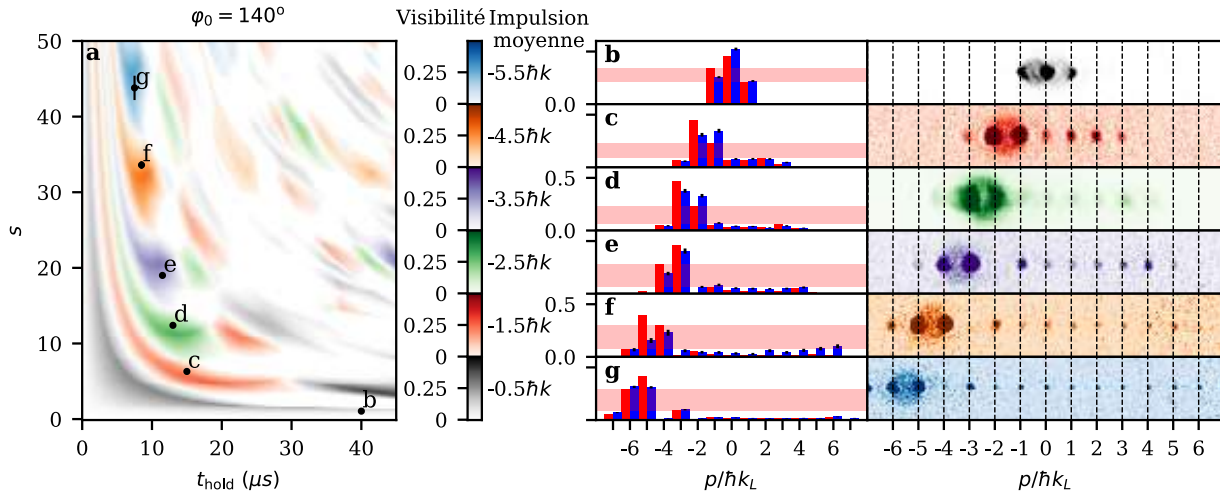 φ₀ = 140°
Visibilité
Impulsion moyenne
a
50
40
30
20
10
0
s
g
f
e
d
c
b
0
10
20
30
40
t_hold (μs)
0.25
0
0.25
0
0.25
0
0.25
0
0.25
0
0.25
0
-5.5ħk
-4.5ħk
-3.5ħk
-2.5ħk
-1.5ħk
-0.5ħk
0.0
b
c
0.5
d
e
0.5
0.0
f
g
-6 -4 -2 0 2 4 6
p/ħk_L
-6 -5 -4 -3 -2 -1 0 1 2 3 4 5 6
p/ħk_L